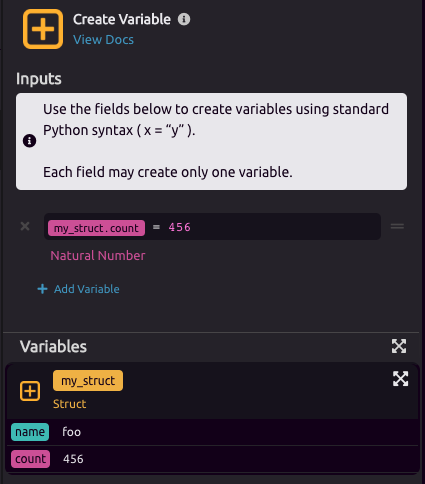 Create Variable
View Docs
Inputs
Use the fields below to create variables using standard
Python syntax ( x = “y” ).
Each field may create only one variable.
my_struct.count = 456
Natural Number
+ Add Variable
Variables
my_struct
Struct
name foo
count 456